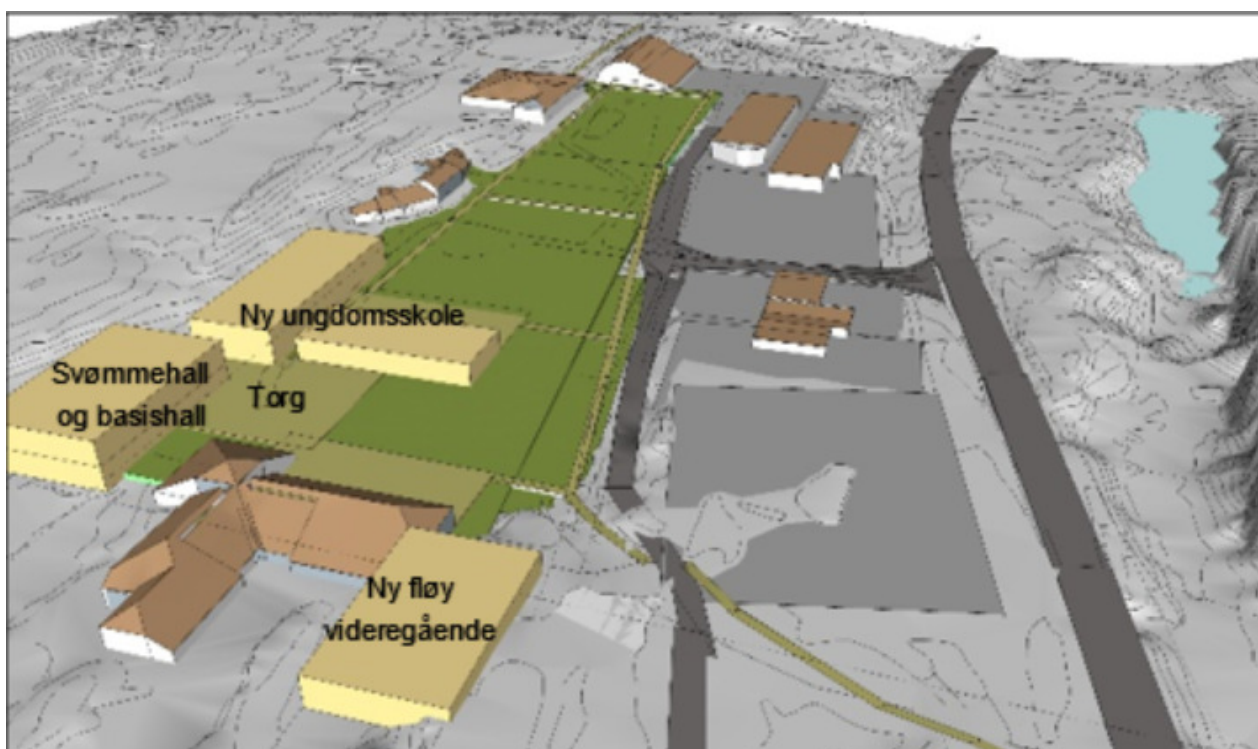 Ny ungdomsskole
Svømmehall
og basishall
Torg
Ny fløy
videregående